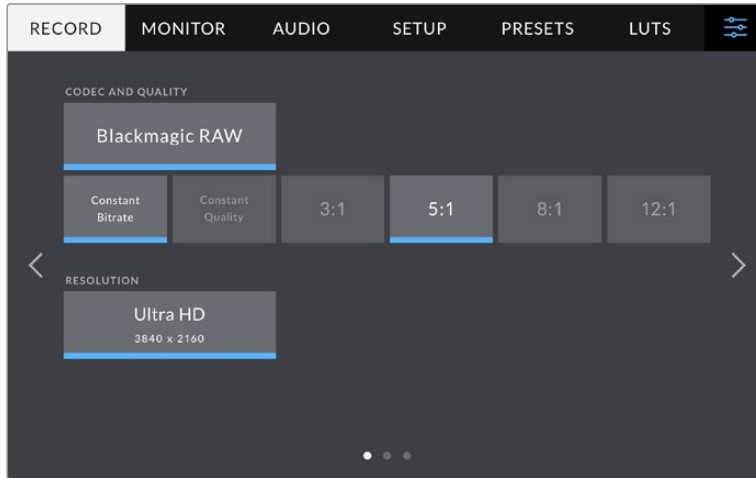 RECORD MONITOR AUDIO SETUP PRESETS LUTS
CODEC AND QUALITY
Blackmagic RAW
Constant Bitrate Constant Quality 3:1 5:1 8:1 12:1
RESOLUTION
Ultra HD
3840 x 2160